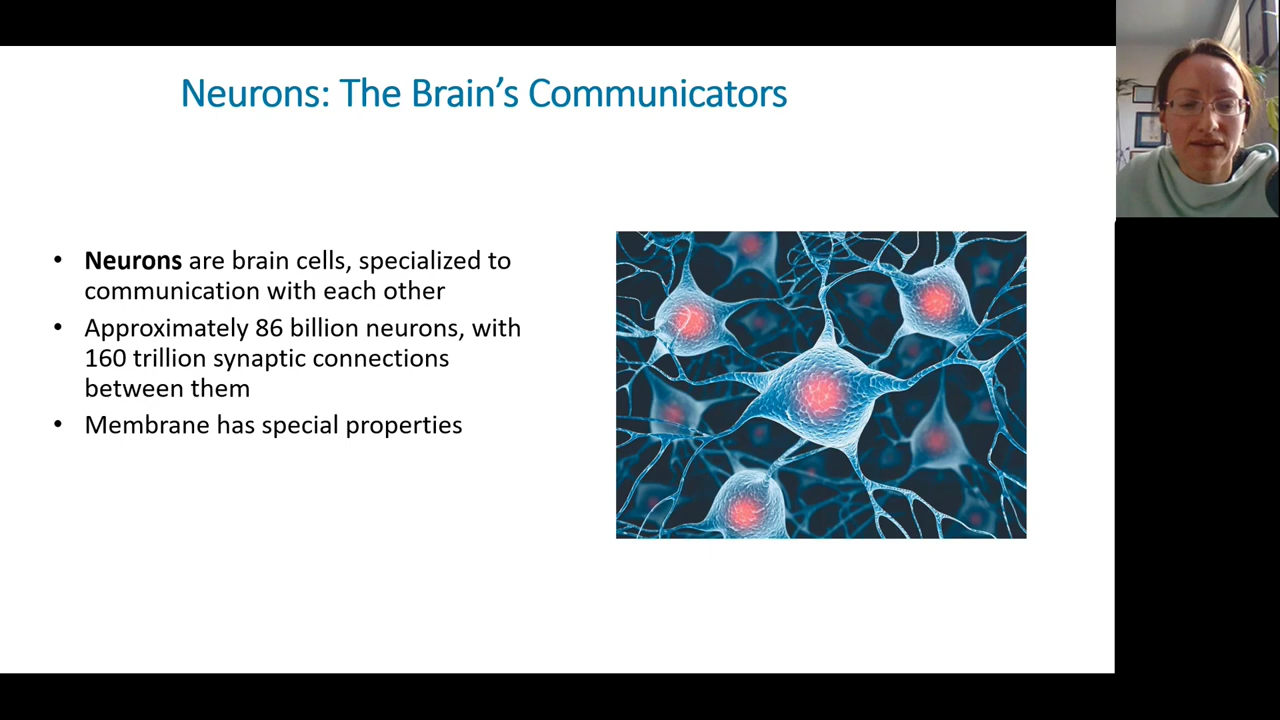 Neurons: The Brain’s Communicators
• Neurons are brain cells, specialized to
communication with each other
• Approximately 86 billion neurons, with
160 trillion synaptic connections
between them
• Membrane has special properties